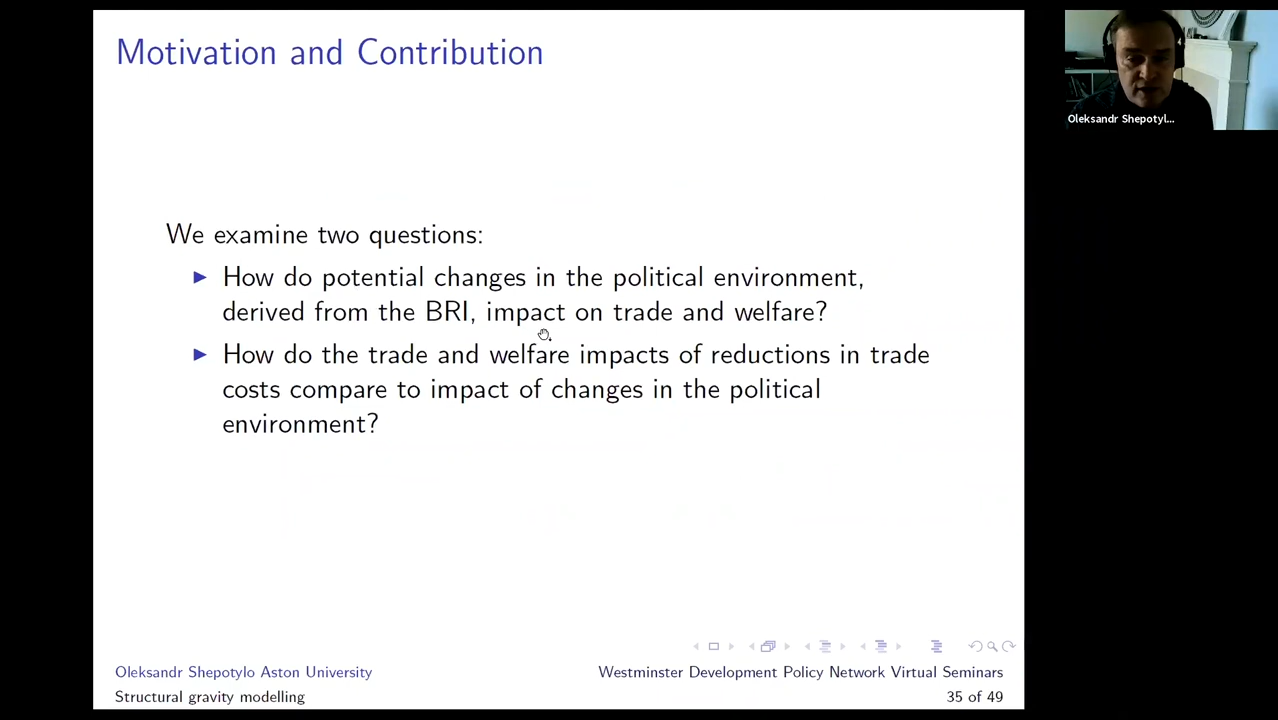 Motivation and Contribution
Oleksandr Shepotyl...
We examine two questions:
How do potential changes in the political environment,
derived from the BRI, impact on trade and welfare?
How do the trade and welfare impacts of reductions in trade
costs compare to impact of changes in the political
environment?
Oleksandr Shepotylo Aston University
Westminster Development Policy Network Virtual Seminars
Structural gravity modelling
35 of 49